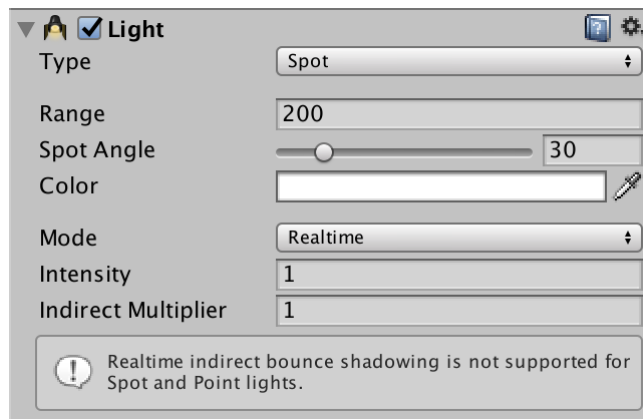 Light
Type Spot
Range 200
Spot Angle 30
Color
Mode Realtime
Intensity 1
Indirect Multiplier 1
Realtime indirect bounce shadowing is not supported for
Spot and Point lights.